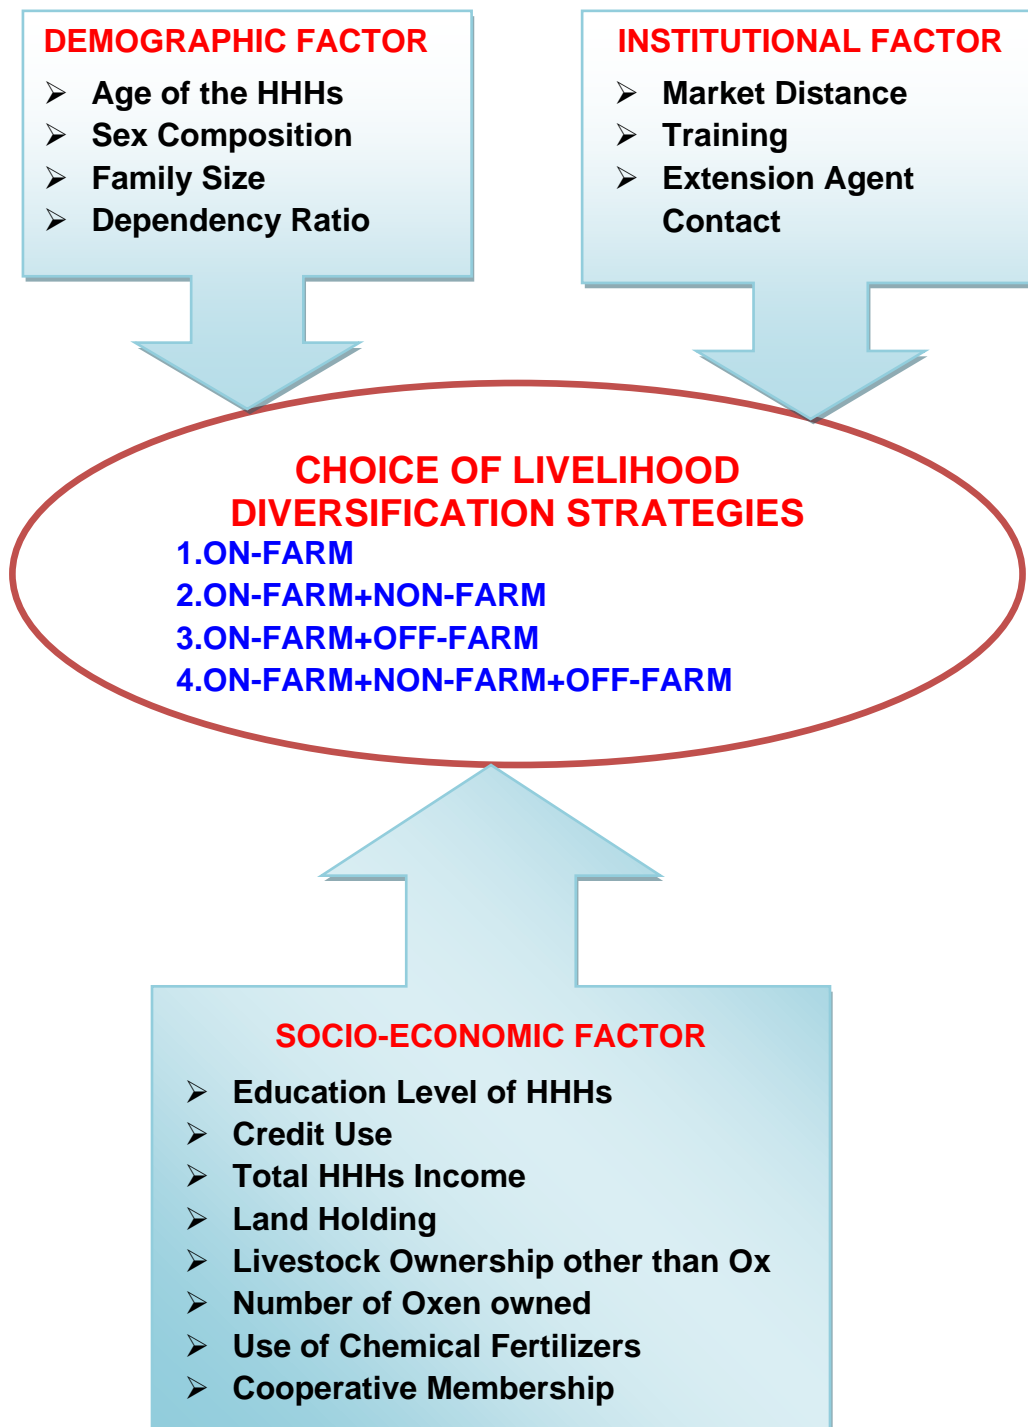 DEMOGRAPHIC FACTOR
➢ Age of the HHHs
➢ Sex Composition
➢ Family Size
➢ Dependency Ratio
INSTITUTIONAL FACTOR
➢ Market Distance
➢ Training
➢ Extension Agent
Contact
CHOICE OF LIVELIHOOD
DIVERSIFICATION STRATEGIES
1.ON-FARM
2.ON-FARM+NON-FARM
3.ON-FARM+OFF-FARM
4.ON-FARM+NON-FARM+OFF-FARM
SOCIO-ECONOMIC FACTOR
➢ Education Level of HHHs
➢ Credit Use
➢ Total HHHs Income
➢ Land Holding
➢ Livestock Ownership other than Ox
➢ Number of Oxen owned
➢ Use of Chemical Fertilizers
➢ Cooperative Membership